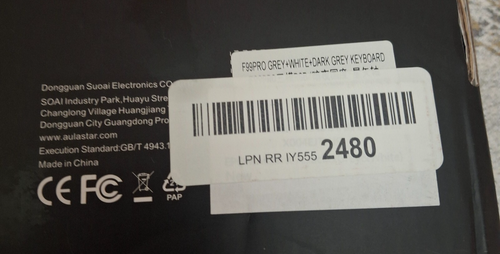 F99PRO GREY+WHITE+DARK GREY KEYBOARD
Dongguan Suoai Electronics CO
SOAI Industry Park, Huayu Stre
Changlong Village Huangjiang
Dongguan City Guangdong Pro
www.aulastar.com
Execution Standard:GB/T 4943.1
Made in China
LPN RR IY555 2480
CE FC
PAP